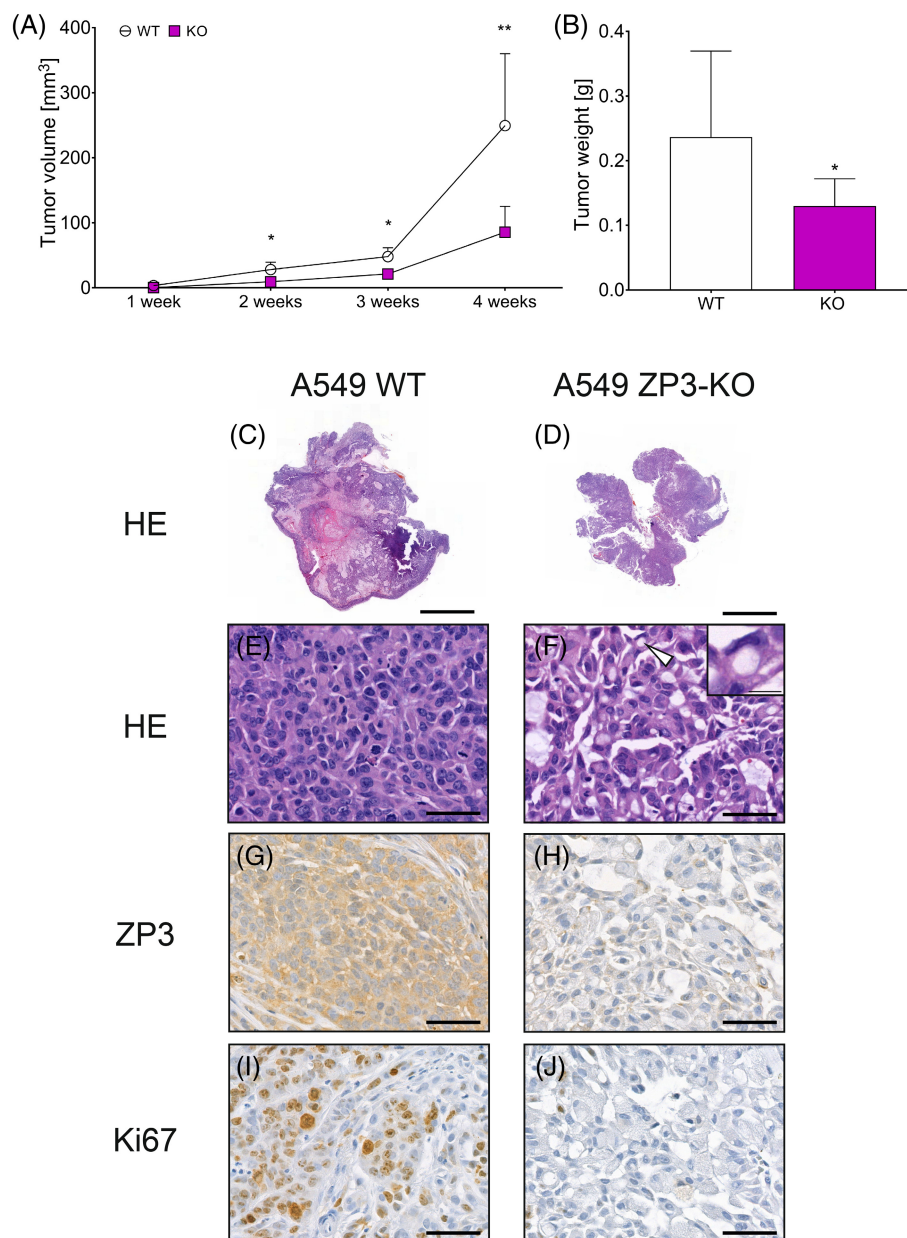 (A)
400
300
200
100
0
Tumor volume [mm³]
WT KO
*
*
**
1 week 2 weeks 3 weeks 4 weeks
(B)
0.4
0.3
0.2
0.1
0.0
Tumor weight [g]
*
WT KO
A549 WT A549 ZP3-KO
(C) (D)
HE
(E) (F)
HE
(G) (H)
ZP3
(I) (J)
Ki67